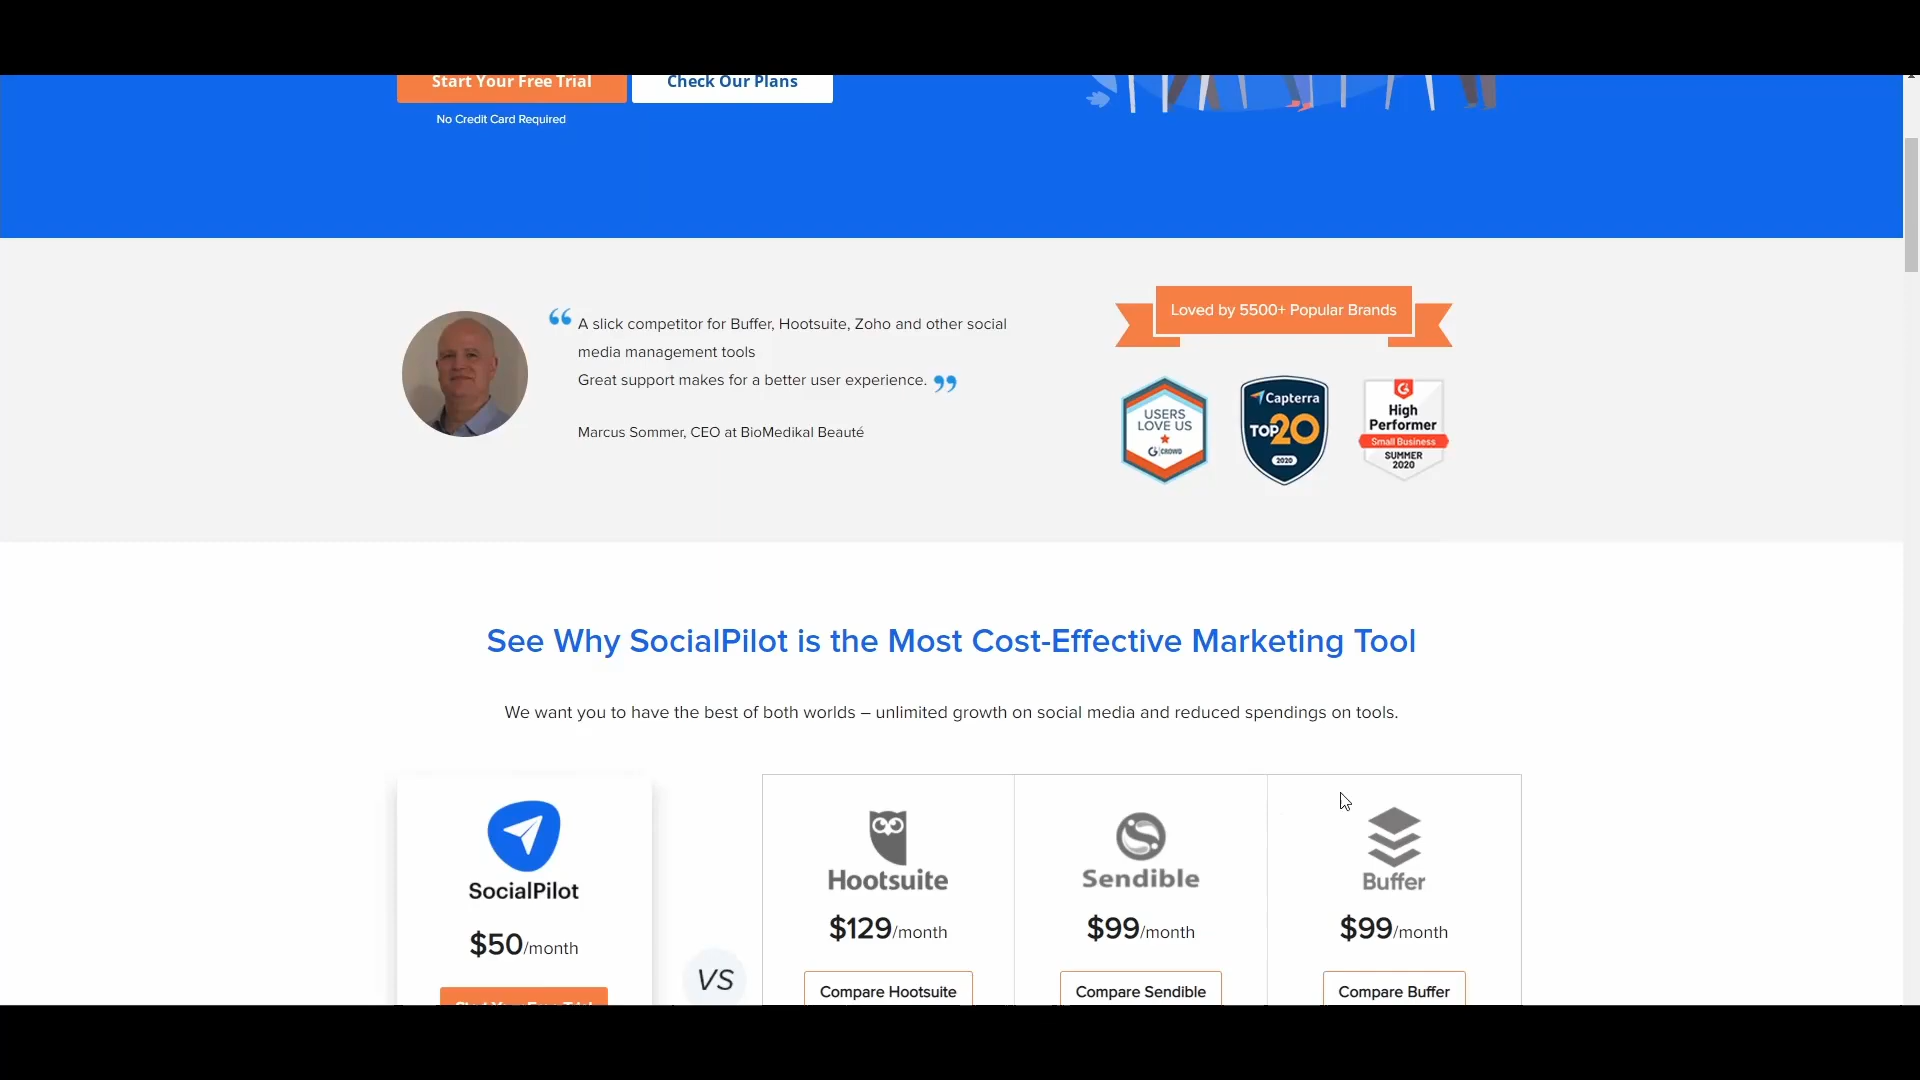 Start Your Free Trial
Check Our Plans
No Credit Card Required
“ A slick competitor for Buffer, Hootsuite, Zoho and other social
media management tools
Great support makes for a better user experience. ”
Marcus Sommer, CEO at BioMedikal Beauté
Loved by 5500+ Popular Brands
USERS
LOVE US
G CROWD
Capterra
TOP 20
2020
G
High
Performer
Small Business
SUMMER
2020
See Why SocialPilot is the Most Cost-Effective Marketing Tool
We want you to have the best of both worlds – unlimited growth on social media and reduced spendings on tools.
SocialPilot
$50/month
Start Your Free Trial
VS
Hootsuite
$129/month
Compare Hootsuite
Sendible
$99/month
Compare Sendible
Buffer
$99/month
Compare Buffer